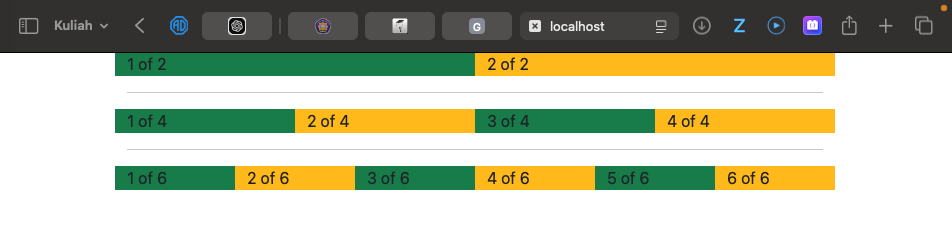 Kuliah AD G localhost Z
1 of 2 2 of 2
1 of 4 2 of 4 3 of 4 4 of 4
1 of 6 2 of 6 3 of 6 4 of 6 5 of 6 6 of 6